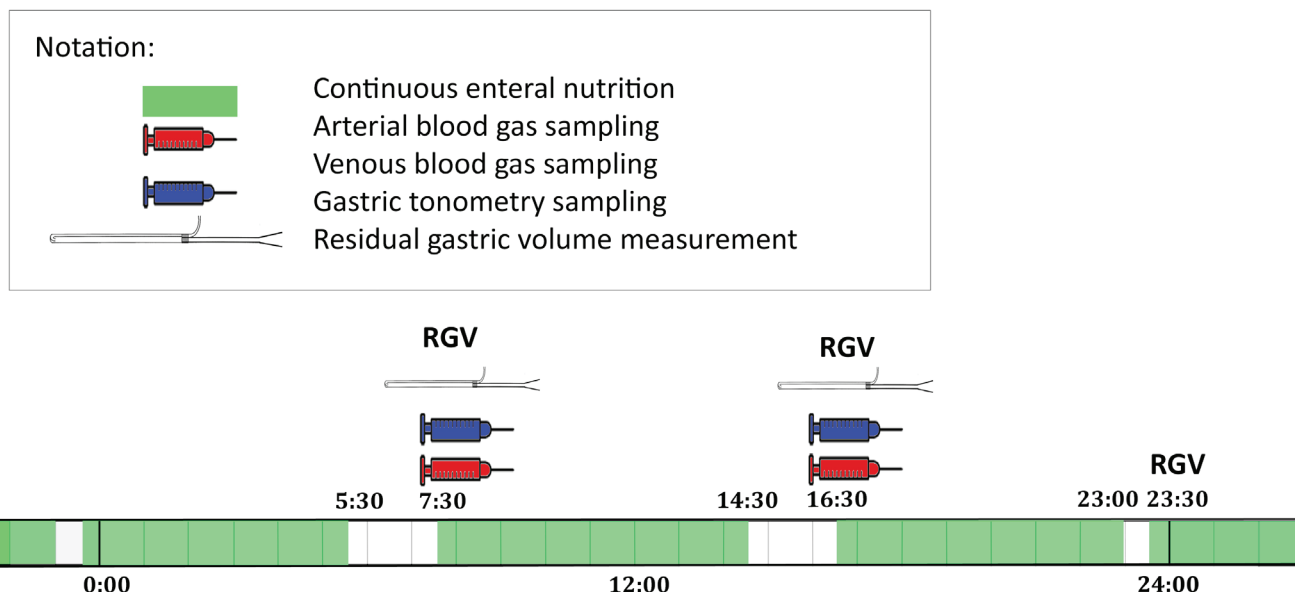 Notation:
Continuous enteral nutrition
Arterial blood gas sampling
Venous blood gas sampling
Gastric tonometry sampling
Residual gastric volume measurement
RGV
RGV
RGV
5:30
7:30
14:30
16:30
23:00
23:30
0:00
12:00
24:00